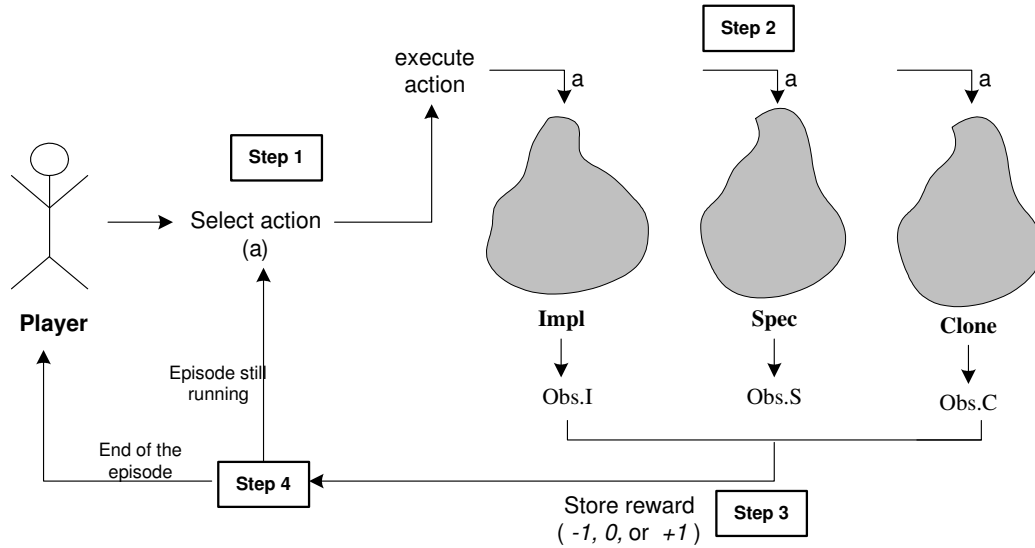 Step 2
execute
action
a
a
a
Step 1
Select action
(a)
Player
Impl
Spec
Clone
Episode still
running
Obs.I
Obs.S
Obs.C
End of the
episode
Step 4
Store reward
( -1, 0, or +1 )
Step 3